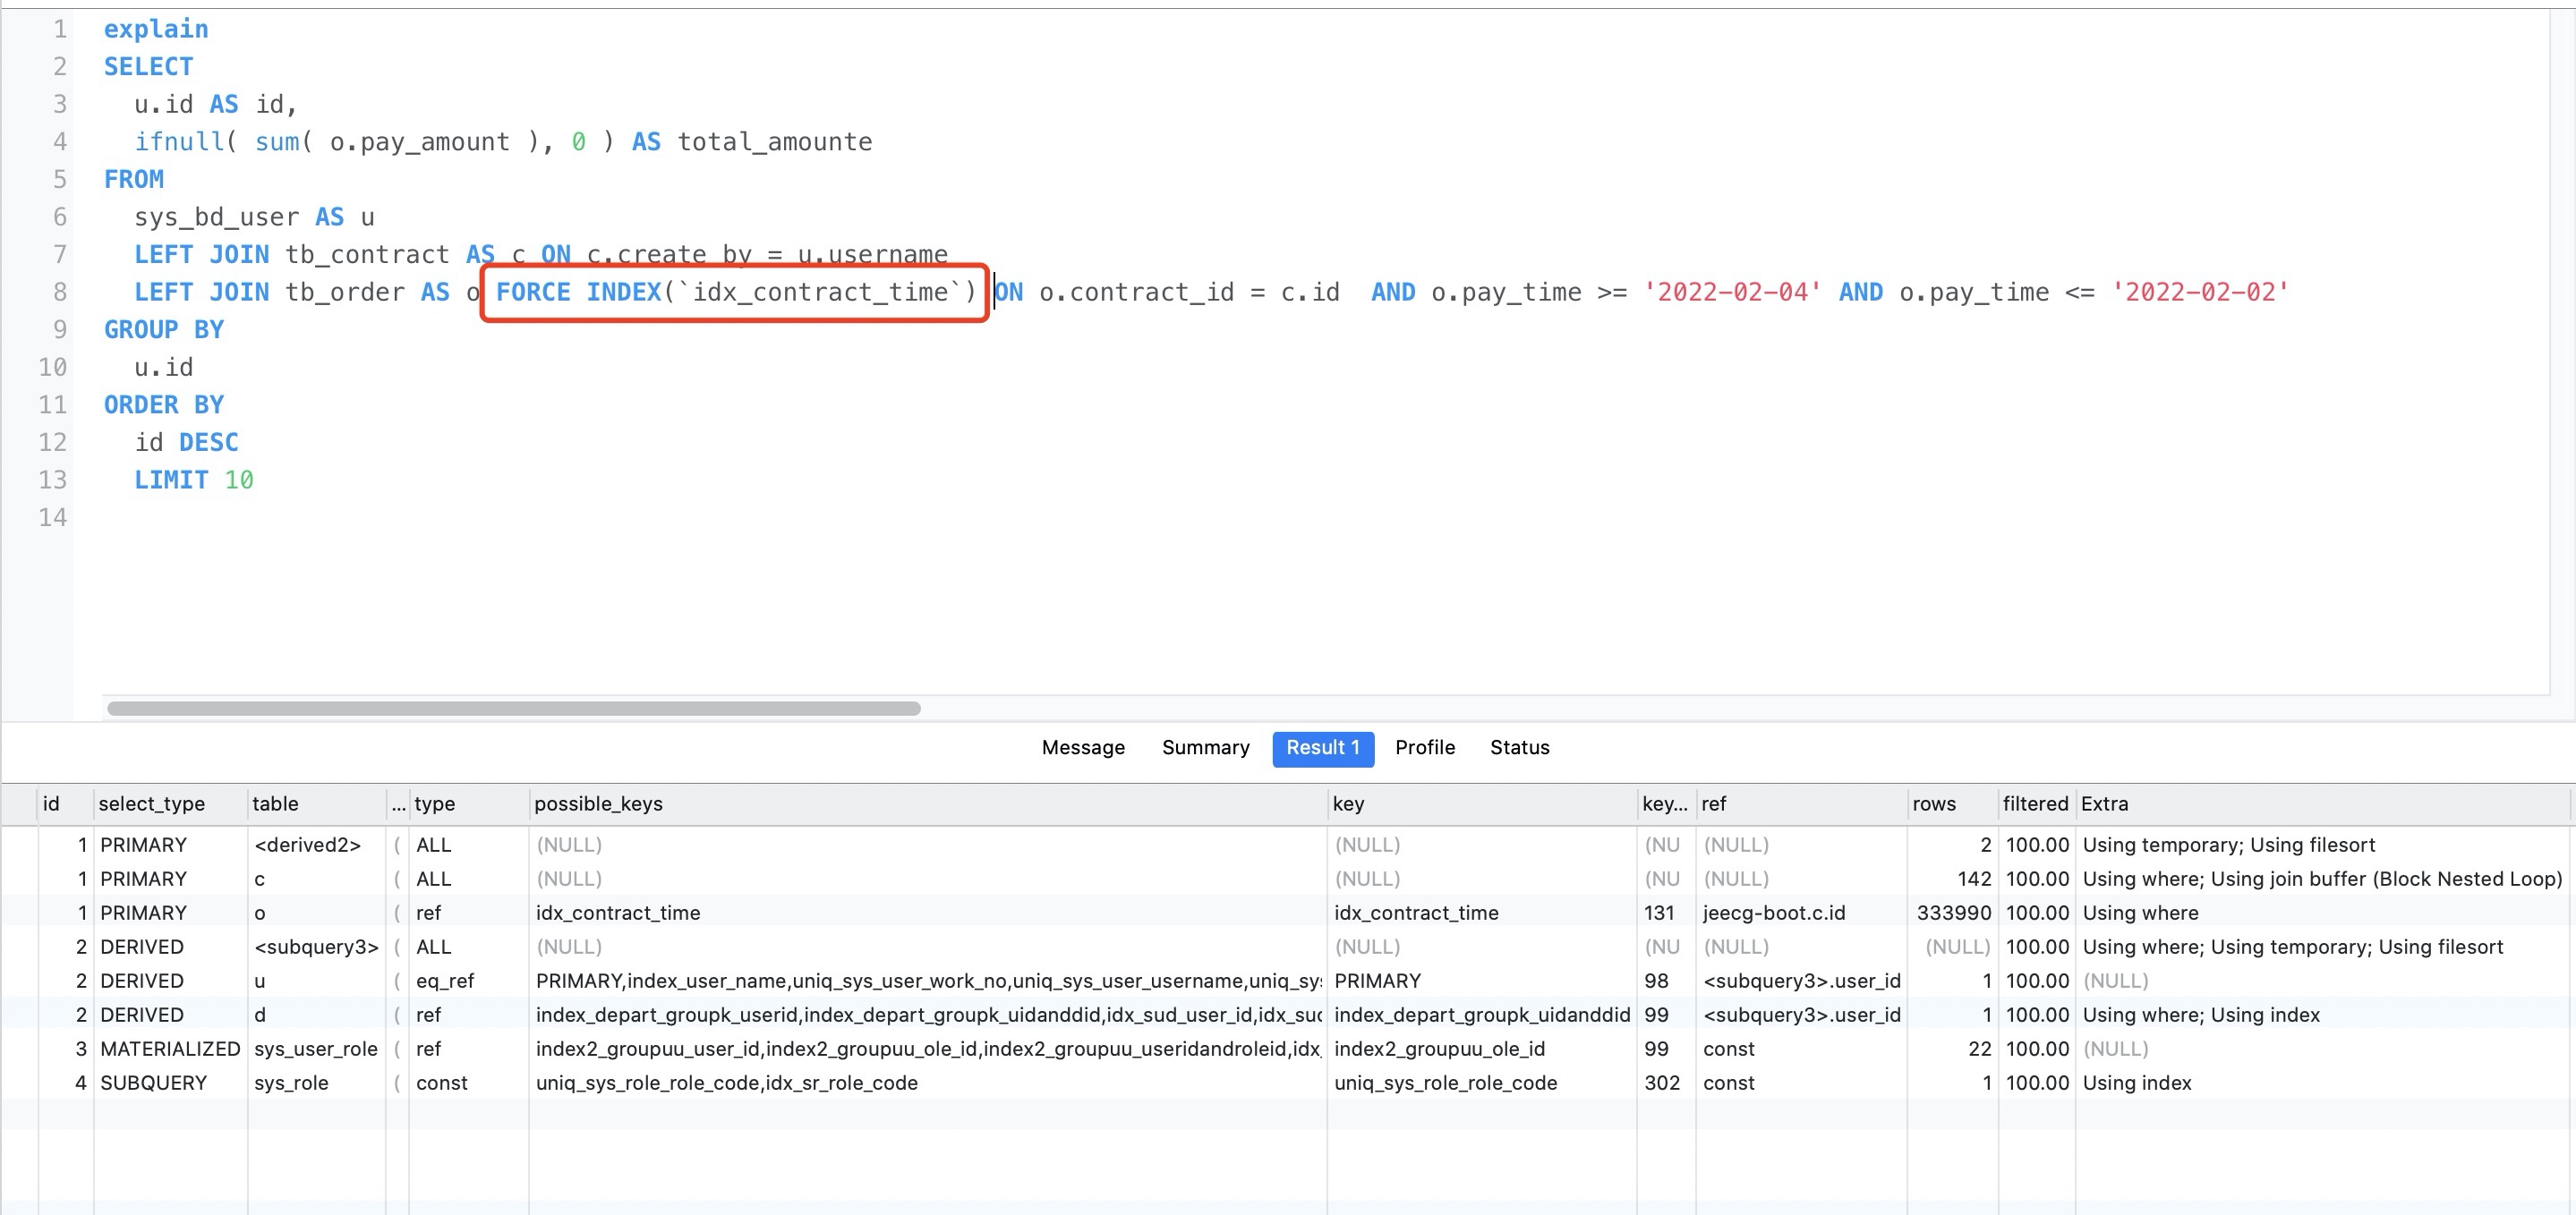 1 explain
2 SELECT
3 u.id AS id,
4 ifnull( sum( o.pay_amount ), 0 ) AS total_amounte
5 FROM
6 sys_bd_user AS u
7 LEFT JOIN tb_contract AS c ON c.create_by = u.username
8 LEFT JOIN tb_order AS o FORCE INDEX(`idx_contract_time`) ON o.contract_id = c.id AND o.pay_time >= '2022-02-04' AND o.pay_time <= '2022-02-02'
9 GROUP BY
10 u.id
11 ORDER BY
12 id DESC
13 LIMIT 10
14
Message Summary Result 1 Profile Status
id select_type table ... type possible_keys key key... ref rows filtered Extra
1 PRIMARY <derived2> ( ALL (NULL) (NULL) (NU (NULL) 2 100.00 Using temporary; Using filesort
1 PRIMARY c ( ALL (NULL) (NULL) (NU (NULL) 142 100.00 Using where; Using join buffer (Block Nested Loop)
1 PRIMARY o ( ref idx_contract_time idx_contract_time 131 jeecg-boot.c.id 333990 100.00 Using where
2 DERIVED <subquery3> ( ALL (NULL) (NULL) (NU (NULL) (NULL) 100.00 Using where; Using temporary; Using filesort
2 DERIVED u ( eq_ref PRIMARY,index_user_name,uniq_sys_user_work_no,uniq_sys_user_username,uniq_sy PRIMARY 98 <subquery3>.user_id 1 100.00 (NULL)
2 DERIVED d ( ref index_depart_groupk_userid,index_depart_groupk_uidanddid,idx_sud_user_id,idx_suc index_depart_groupk_uidanddid 99 <subquery3>.user_id 1 100.00 Using where; Using index
3 MATERIALIZED sys_user_role ( ref index2_groupuu_user_id,index2_groupuu_ole_id,index2_groupuu_useridandroleid,idx_ index2_groupuu_ole_id 99 const 22 100.00 (NULL)
4 SUBQUERY sys_role ( const uniq_sys_role_role_code,idx_sr_role_code uniq_sys_role_role_code 302 const 1 100.00 Using index